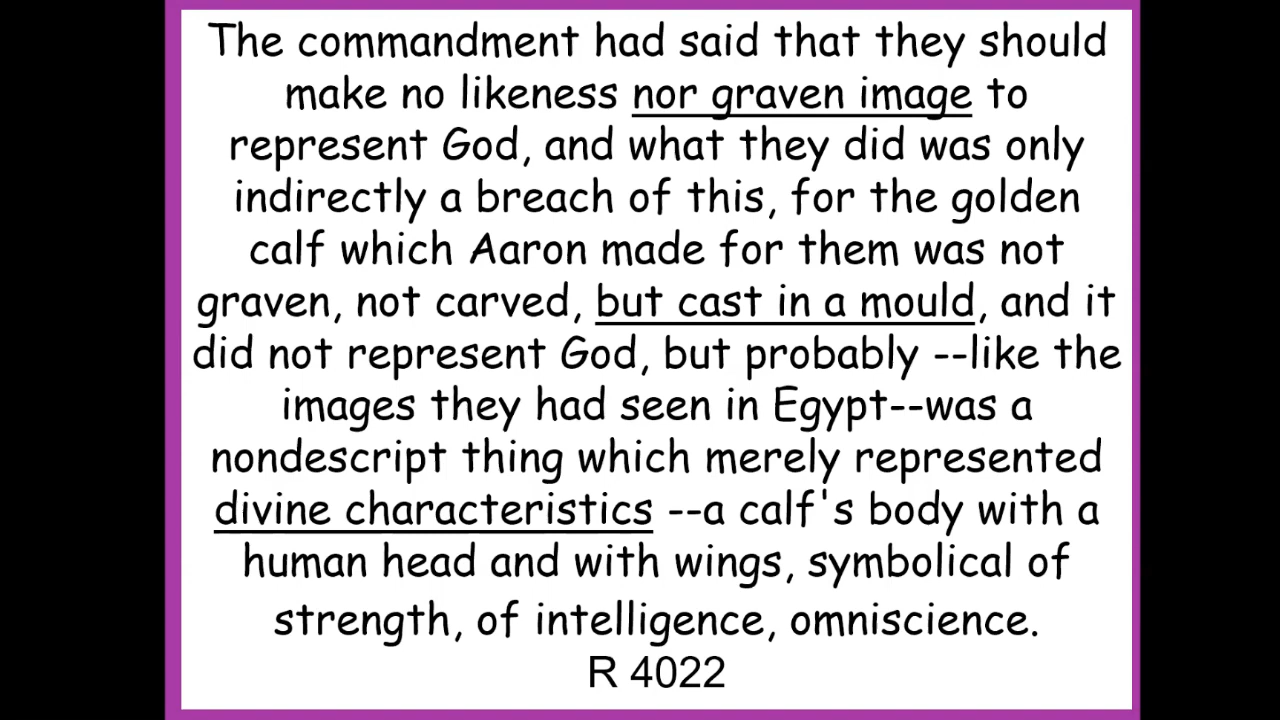 The commandment had said that they should
make no likeness nor graven image to
represent God, and what they did was only
indirectly a breach of this, for the golden
calf which Aaron made for them was not
graven, not carved, but cast in a mould, and it
did not represent God, but probably --like the
images they had seen in Egypt--was a
nondescript thing which merely represented
divine characteristics --a calf's body with a
human head and with wings, symbolical of
strength, of intelligence, omniscience.
R 4022